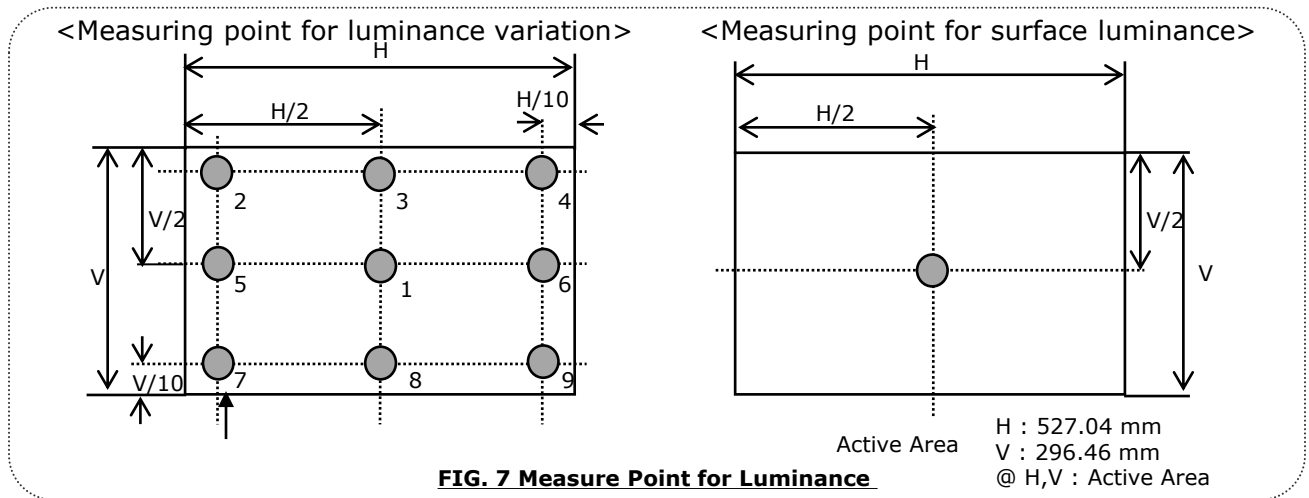 <Measuring point for luminance variation>
<Measuring point for surface luminance>
H
H
H/10
H/2
H/2
2
3
4
V/2
V/2
V
5
1
6
V
V/10
7
8
9
Active Area
H : 527.04 mm
V : 296.46 mm
@ H,V : Active Area
FIG. 7 Measure Point for Luminance